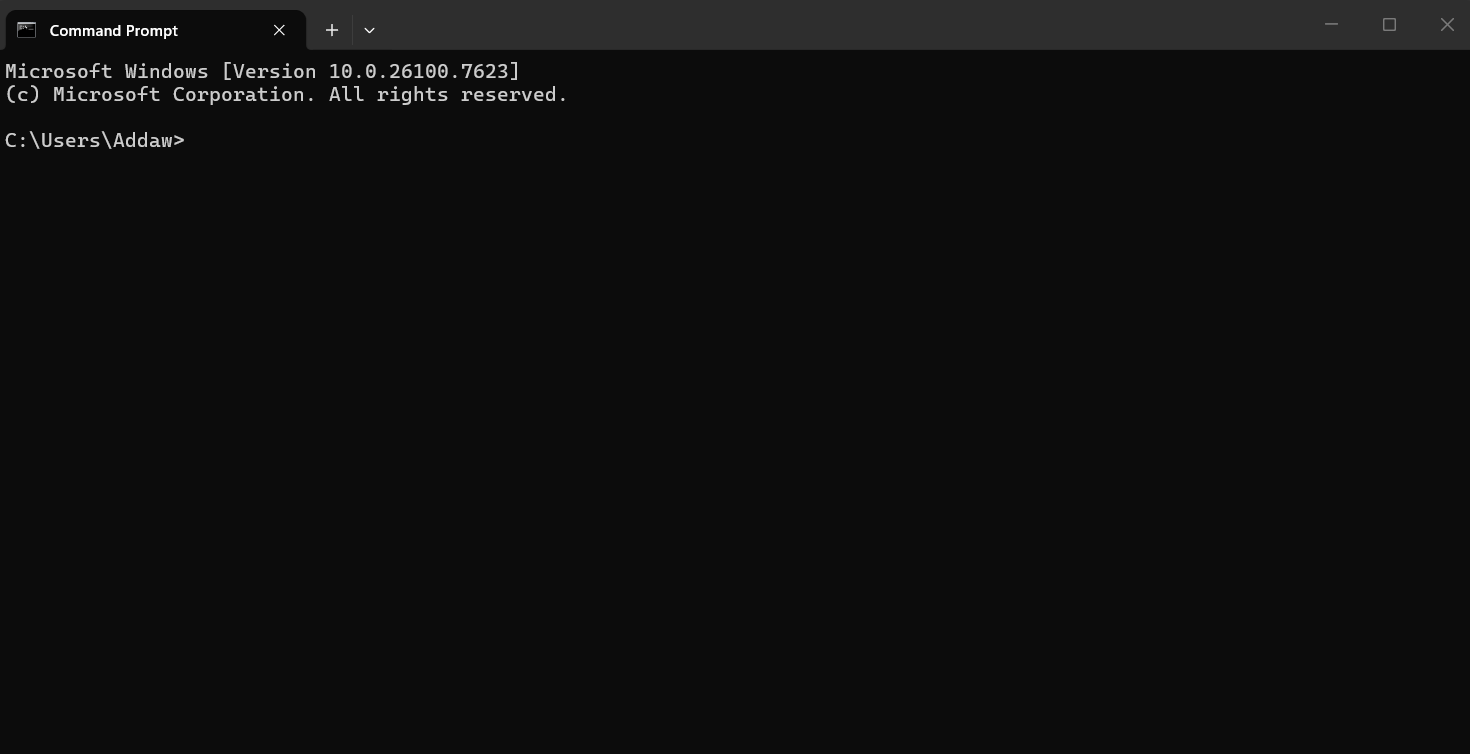 Command Prompt
Microsoft Windows [Version 10.0.26100.7623]
(c) Microsoft Corporation. All rights reserved.
C:\Users\Addaw>